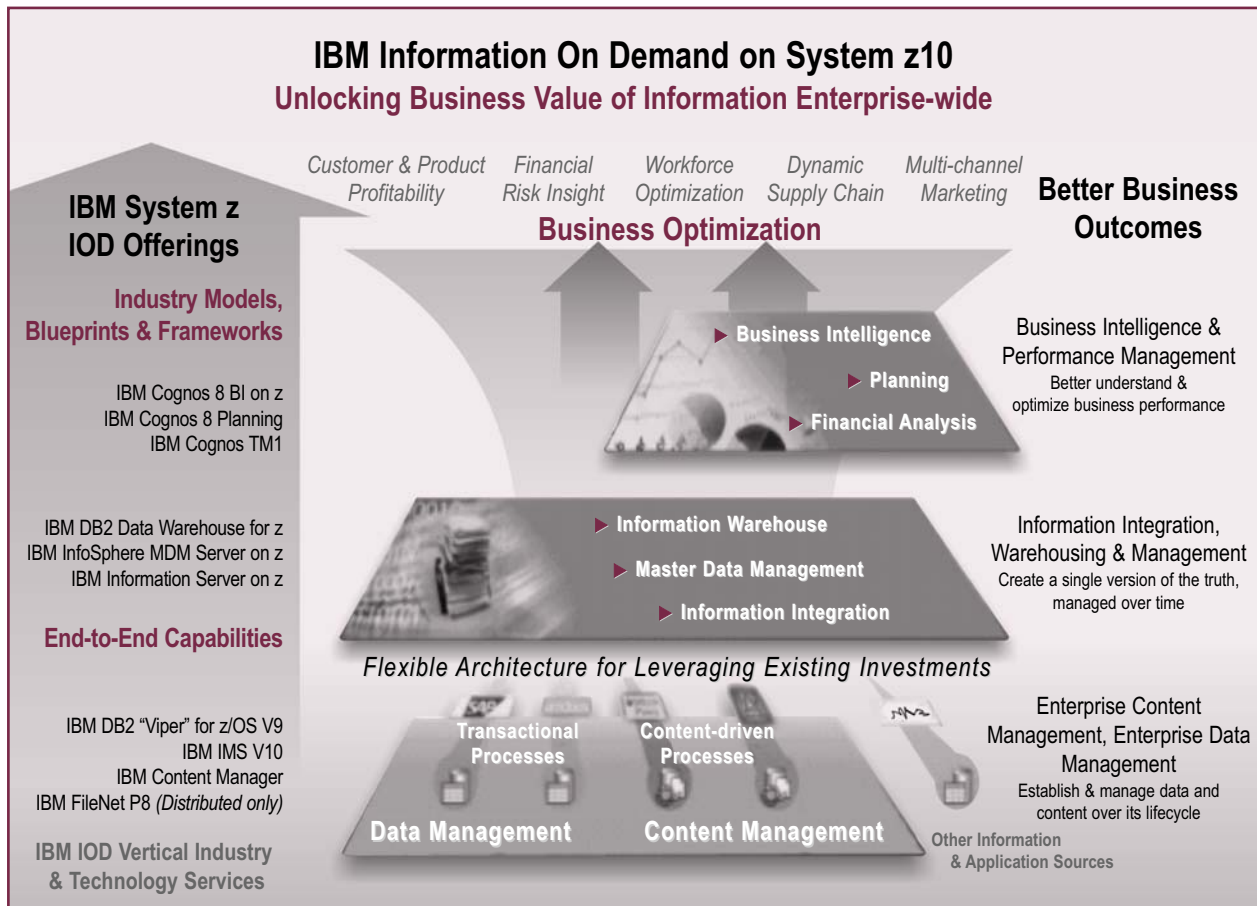 IBM Information On Demand on System z10
Unlocking Business Value of Information Enterprise-wide
Customer & Product
Profitability
Financial
Risk Insight
Workforce
Optimization
Dynamic
Supply Chain
Multi-channel
Marketing
Business Optimization
IBM System z
IOD Offerings
Industry Models,
Blueprints & Frameworks
IBM Cognos 8 BI on z
IBM Cognos 8 Planning
IBM Cognos TM1
IBM DB2 Data Warehouse for z
IBM InfoSphere MDM Server on z
IBM Information Server on z
End-to-End Capabilities
IBM DB2 “Viper” for z/OS V9
IBM IMS V10
IBM Content Manager
IBM FileNet P8 (Distributed only)
IBM IOD Vertical Industry
& Technology Services
Business Intelligence
Planning
Financial Analysis
Information Warehouse
Master Data Management
Information Integration
Flexible Architecture for Leveraging Existing Investments
SAP
Transactional
Processes
Content-driven
Processes
Data Management
Content Management
Other Information
& Application Sources
Better Business
Outcomes
Business Intelligence &
Performance Management
Better understand &
optimize business performance
Information Integration,
Warehousing & Management
Create a single version of the truth,
managed over time
Enterprise Content
Management, Enterprise Data
Management
Establish & manage data and
content over its lifecycle